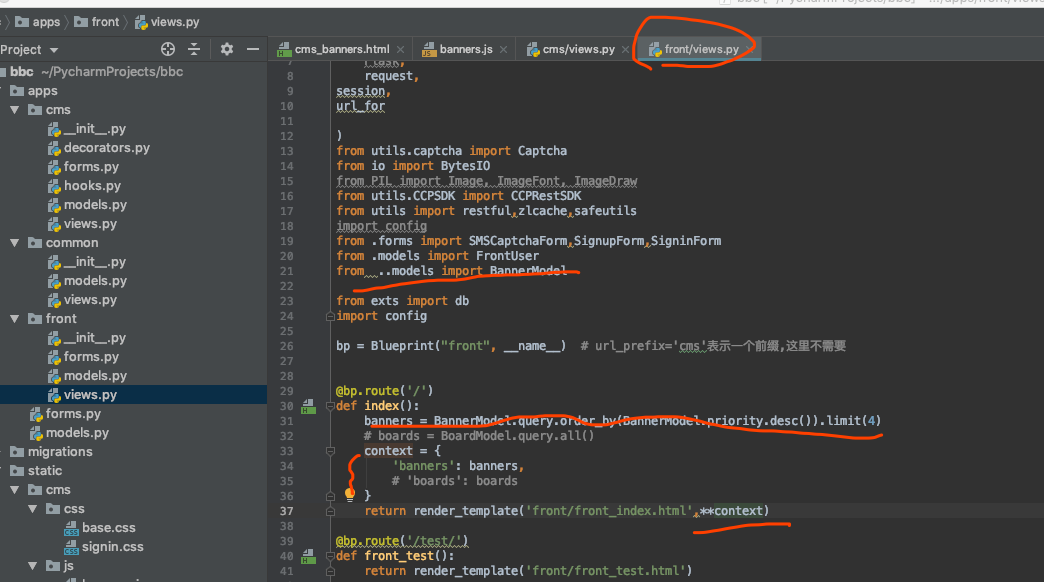 apps front views.py
Project
cms_banners.html
banners.js
cms/views.py
front/views.py
bbc ~/PycharmProjects/bbc
apps
cms
__init__.py
decorators.py
forms.py
hooks.py
models.py
views.py
common
__init__.py
models.py
views.py
front
__init__.py
forms.py
models.py
views.py
forms.py
models.py
migrations
static
cms
css
base.css
signin.css
js
7 Flask,
8 request,
9 session,
10 url_for
11
12 )
13 from utils.captcha import Captcha
14 from io import BytesIO
15 from PIL import Image, ImageFont, ImageDraw
16 from utils.CCPSDK import CCPRestSDK
17 from utils import restful,zlcache,safeutils
18 import config
19 from .forms import SMSCaptchaForm,SignupForm,SigninForm
20 from .models import FrontUser
21 from ..models import BannerModel
22
23 from exts import db
24 import config
25
26 bp = Blueprint("front", __name__) # url_prefix='cms'表示一个前缀,这里不需要
27
28
29 @bp.route('/')
30 def index():
31 banners = BannerModel.query.order_by(BannerModel.priority.desc()).limit(4)
32 # boards = BoardModel.query.all()
33 context = {
34 'banners': banners,
35 # 'boards': boards
36 }
37 return render_template('front/front_index.html',**context)
38
39 @bp.route('/test/')
40 def front_test():
41 return render_template('front/front_test.html')